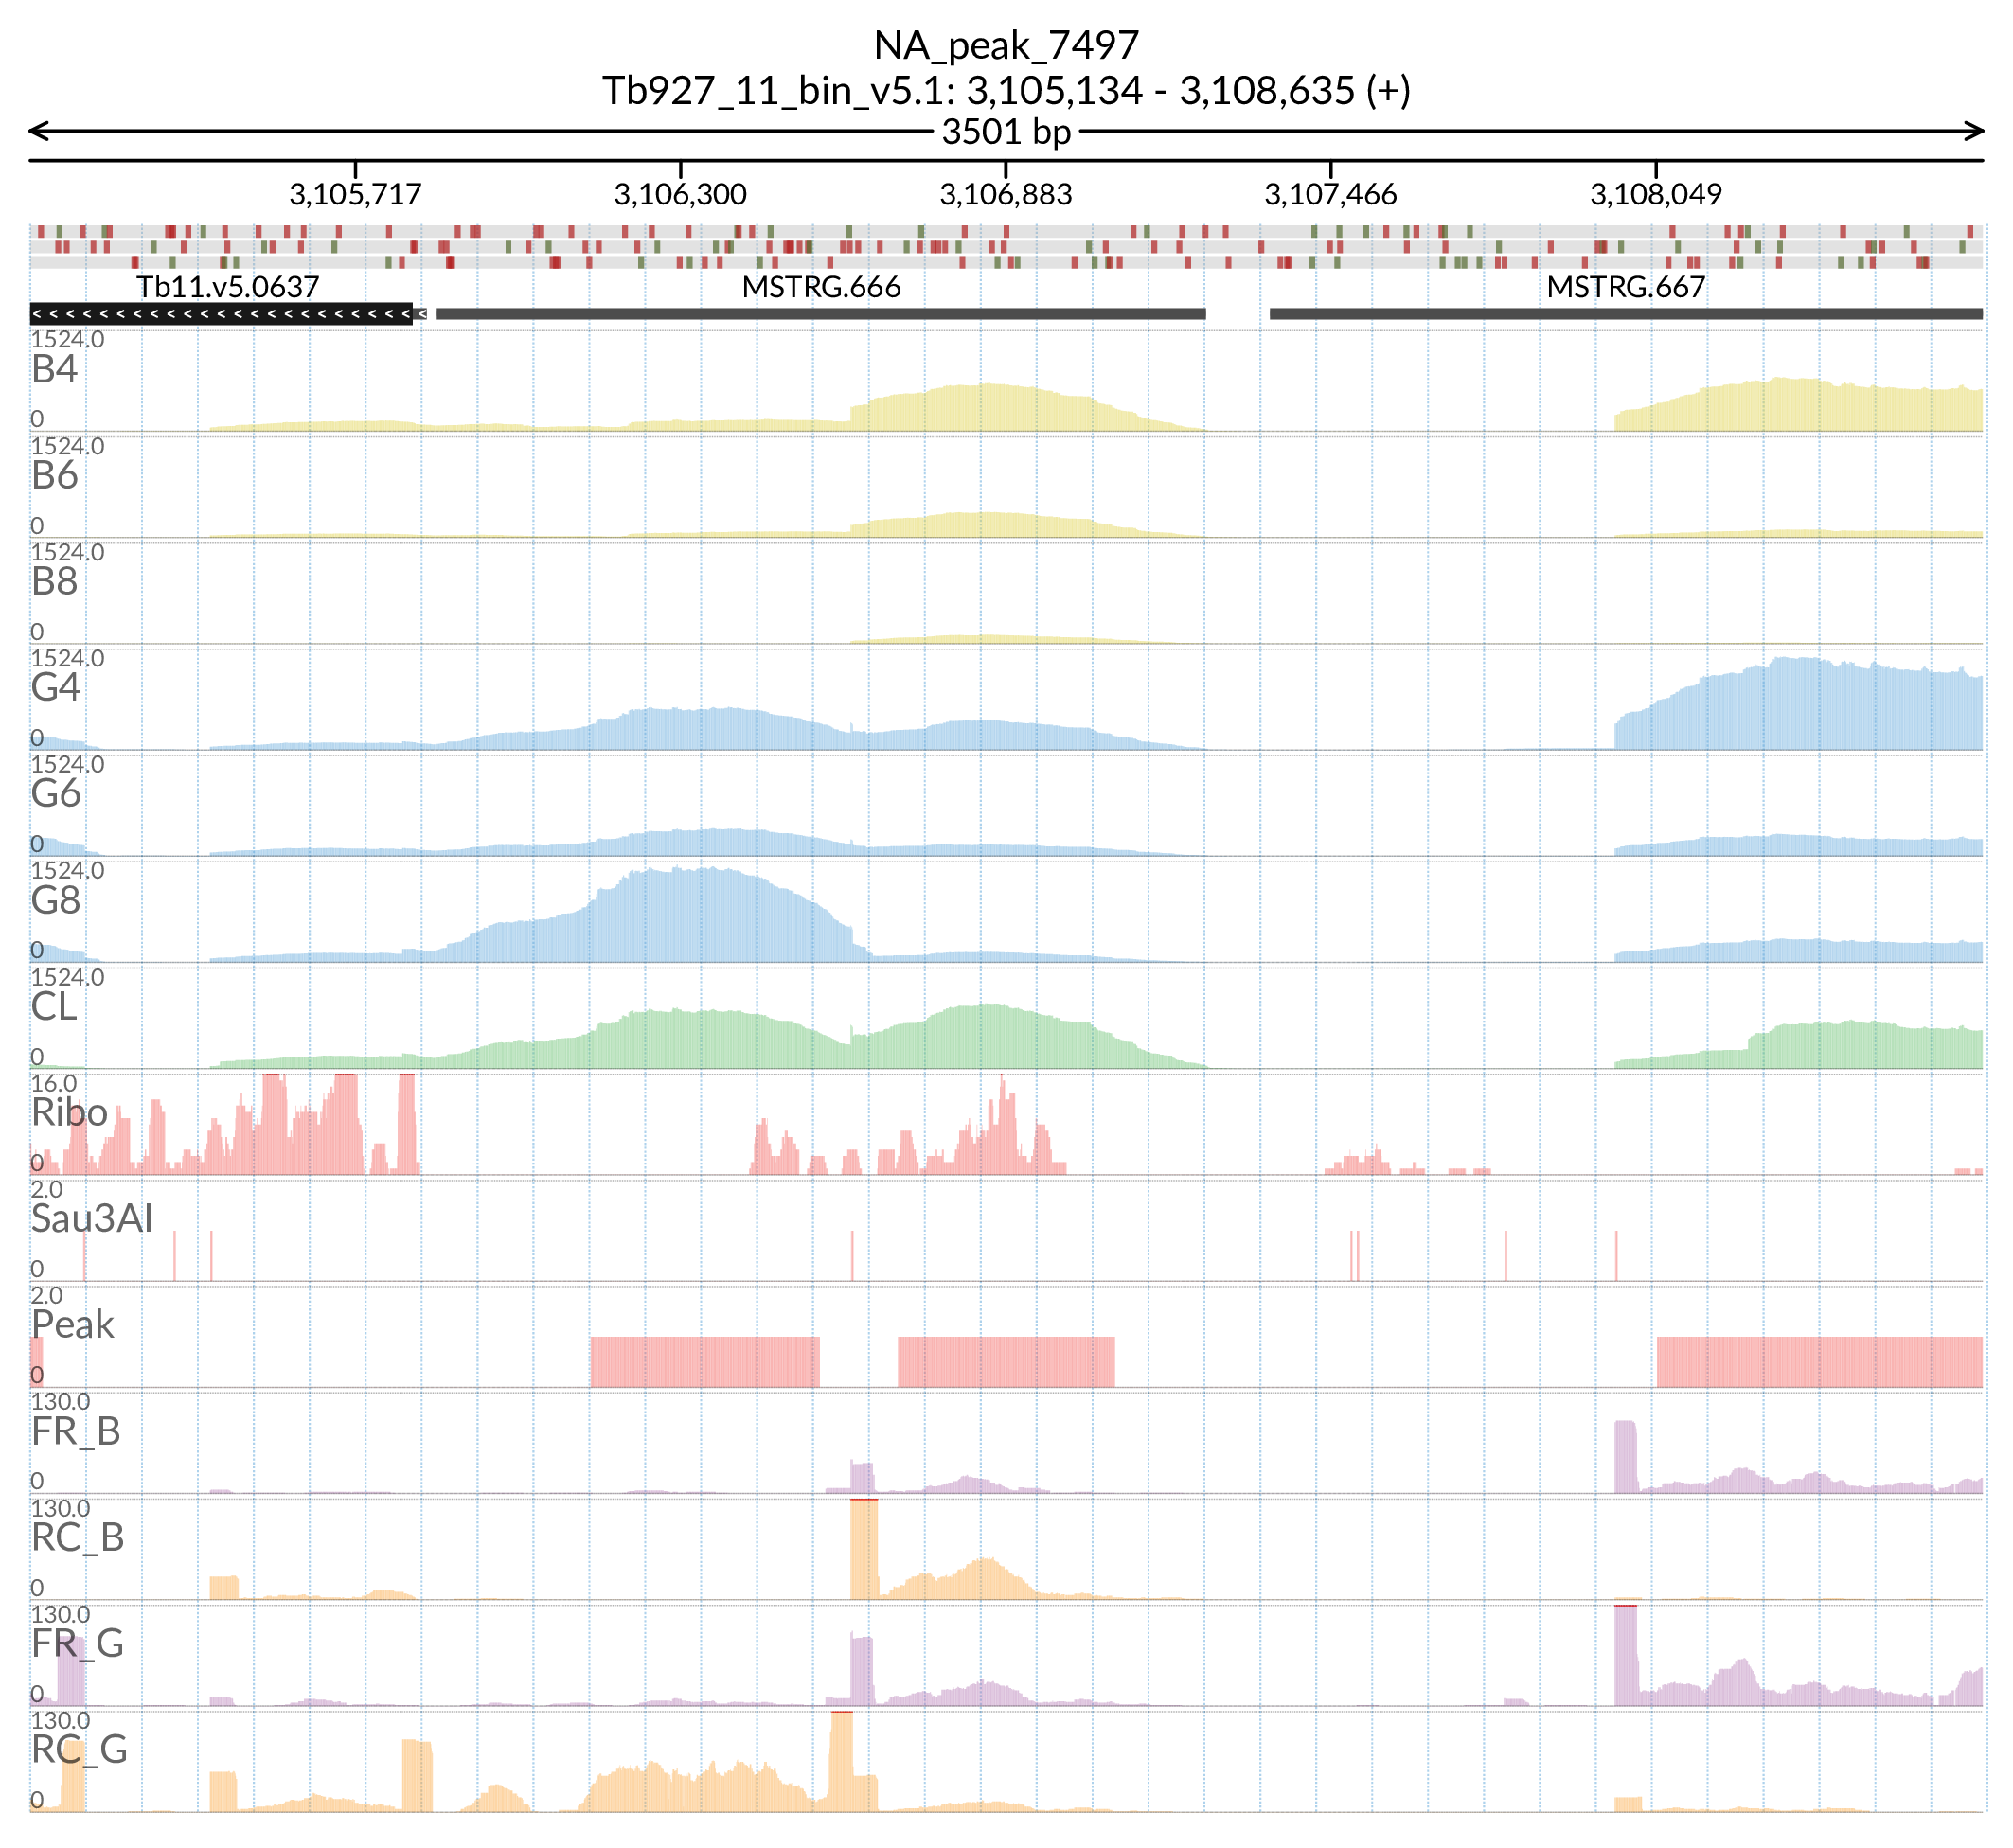 NA_peak_7497
Tb927_11_bin_v5.1: 3,105,134 - 3,108,635 (+)
3501 bp
3,105,717 3,106,300 3,106,883 3,107,466 3,108,049
Tb11.v5.0637 MSTRG.666 MSTRG.667
1524.0
B4
0
1524.0
B6
0
1524.0
B8
0
1524.0
G4
0
1524.0
G6
0
1524.0
G8
0
1524.0
CL
0
16.0
Ribo
0
2.0
Sau3AI
0
2.0
Peak
0
130.0
FR_B
0
130.0
RC_B
0
130.0
FR_G
0
130.0
RC_G
0